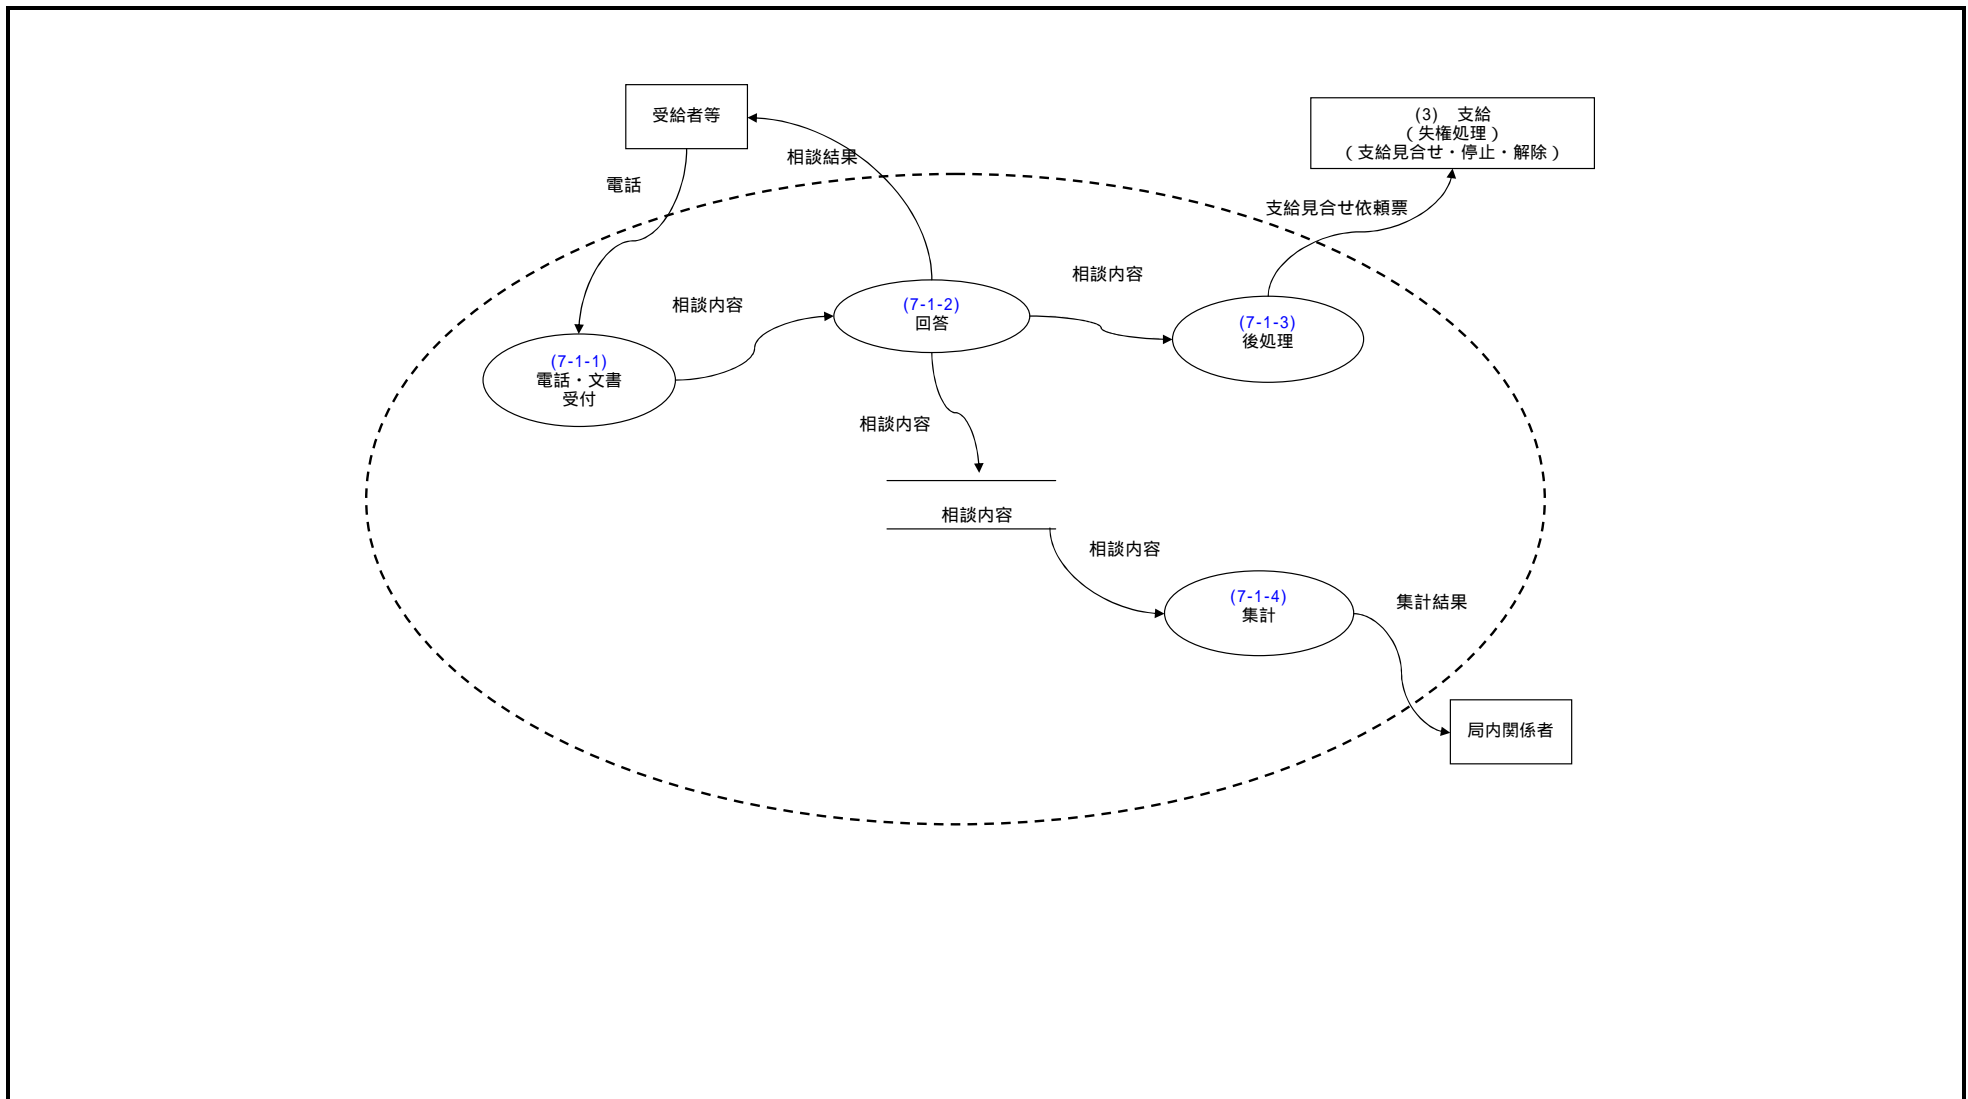 受給者等
(3)　支給
（失権処理）
（支給見合せ・停止・解除）
相談結果
電話
支給見合せ依頼票
相談内容
相談内容
(7-1-2)
回答
(7-1-3)
後処理
(7-1-1)
電話・文書
受付
相談内容
相談内容
相談内容
(7-1-4)
集計
集計結果
局内関係者